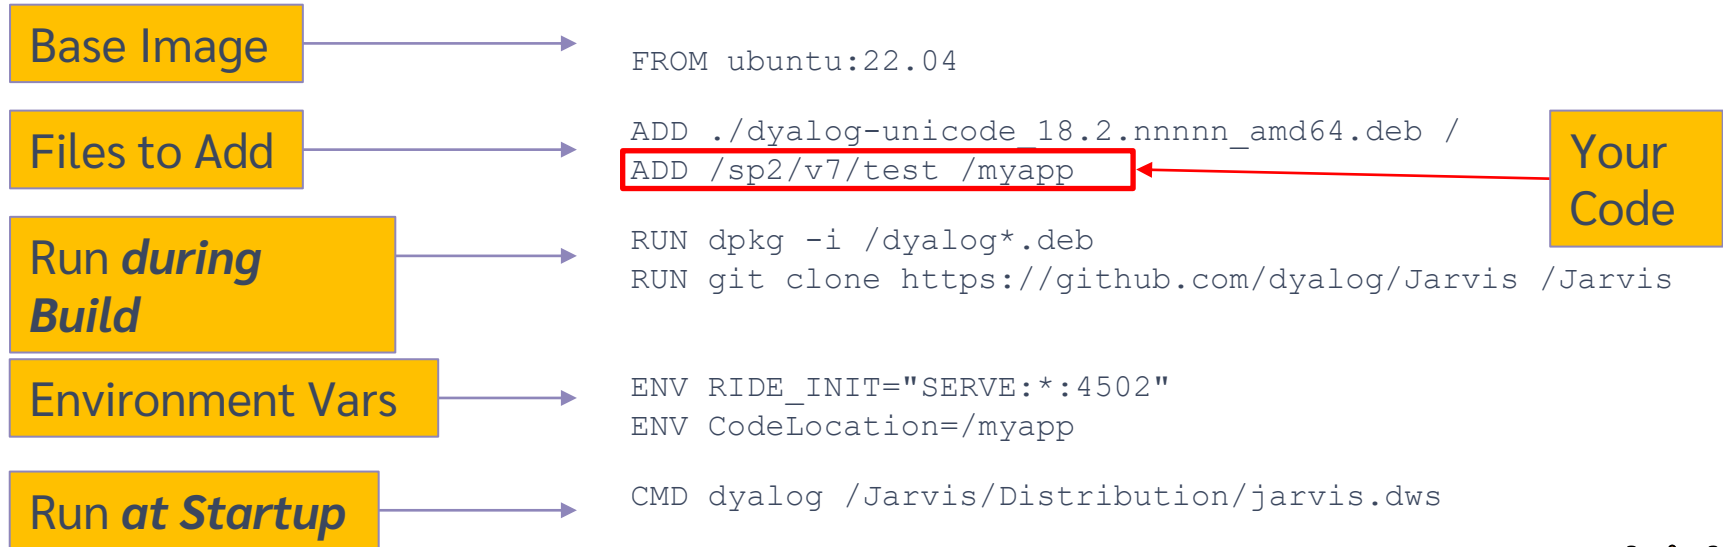 Base Image
FROM ubuntu:22.04
Files to Add
ADD ./dyalog-unicode_18.2.nnnnn_amd64.deb /
ADD /sp2/v7/test /myapp
Your
Code
Run during
Build
RUN dpkg -i /dyalog*.deb
RUN git clone https://github.com/dyalog/Jarvis /Jarvis
Environment Vars
ENV RIDE_INIT="SERVE:*:4502"
ENV CodeLocation=/myapp
Run at Startup
CMD dyalog /Jarvis/Distribution/jarvis.dws